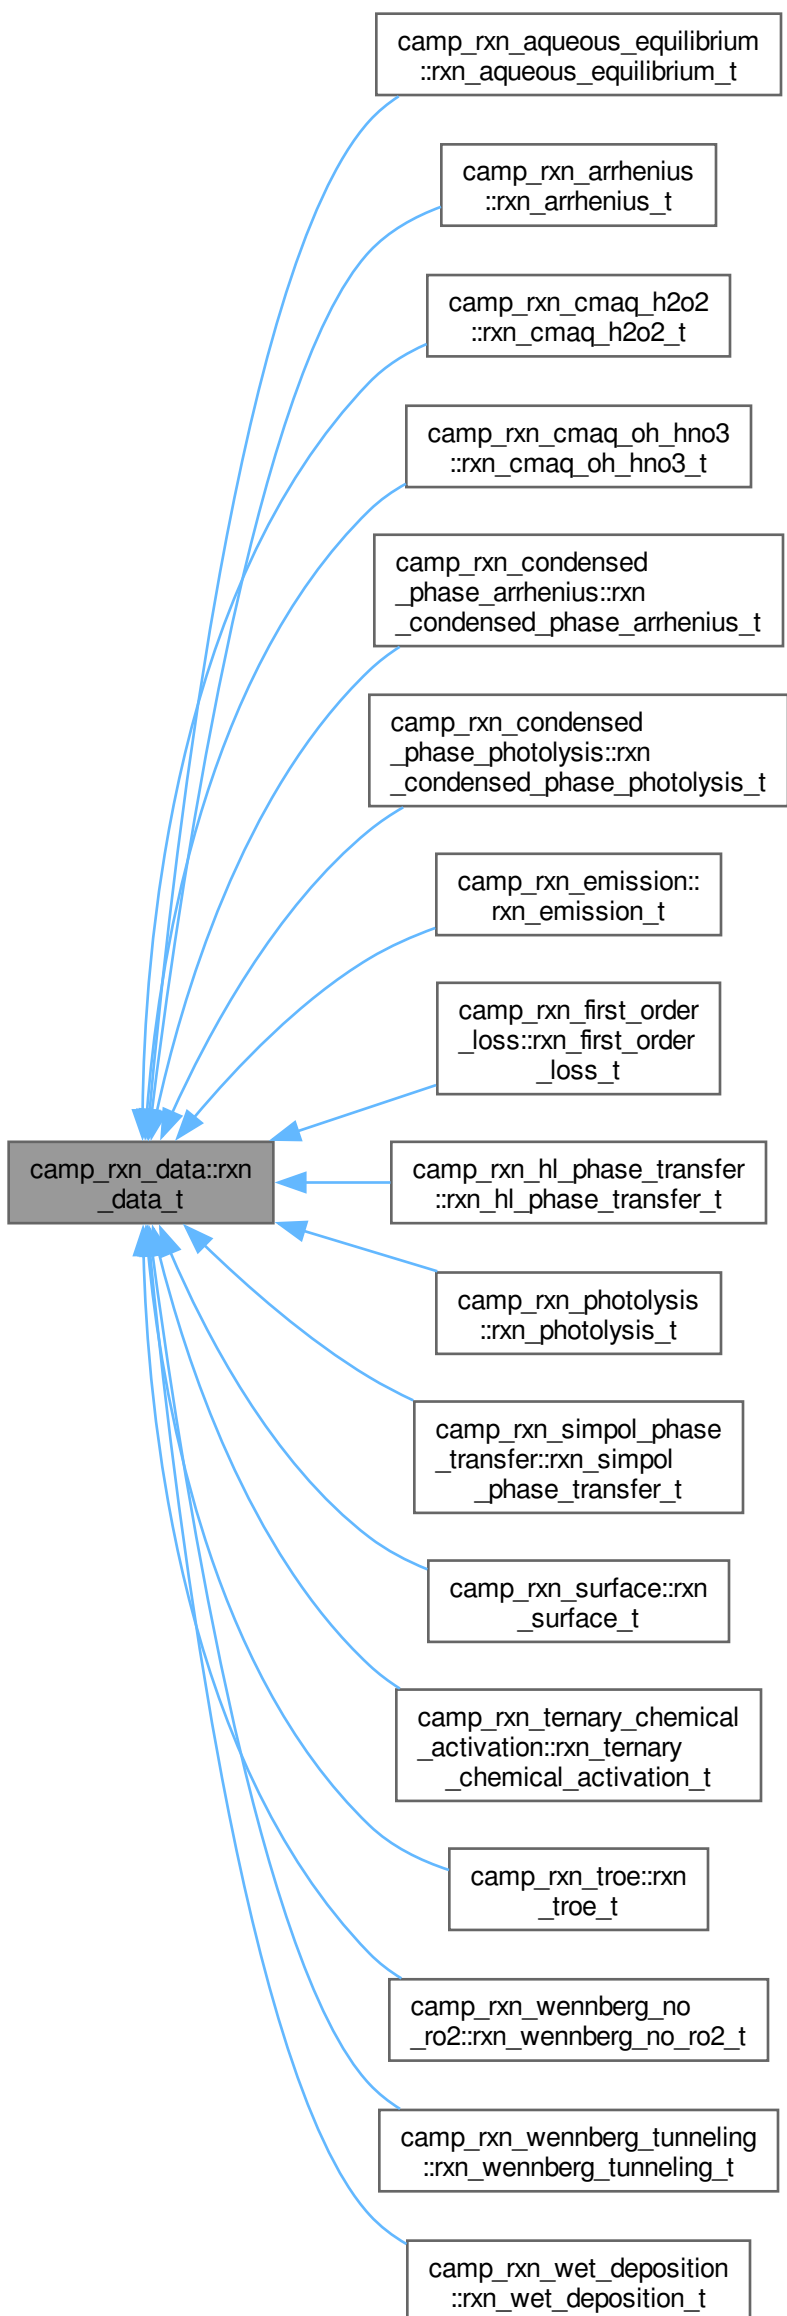 camp_rxn_aqueous_equilibrium
::rxn_aqueous_equilibrium_t
camp_rxn_arrhenius
::rxn_arrhenius_t
camp_rxn_cmaq_h2o2
::rxn_cmaq_h2o2_t
camp_rxn_cmaq_oh_hno3
::rxn_cmaq_oh_hno3_t
camp_rxn_condensed
_phase_arrhenius::rxn
_condensed_phase_arrhenius_t
camp_rxn_condensed
_phase_photolysis::rxn
_condensed_phase_photolysis_t
camp_rxn_emission::
rxn_emission_t
camp_rxn_first_order
_loss::rxn_first_order
_loss_t
camp_rxn_data::rxn
_data_t
camp_rxn_hl_phase_transfer
::rxn_hl_phase_transfer_t
camp_rxn_photolysis
::rxn_photolysis_t
camp_rxn_simpol_phase
_transfer::rxn_simpol
_phase_transfer_t
camp_rxn_surface::rxn
_surface_t
camp_rxn_ternary_chemical
_activation::rxn_ternary
_chemical_activation_t
camp_rxn_troe::rxn
_troe_t
camp_rxn_wennberg_no
_ro2::rxn_wennberg_no_ro2_t
camp_rxn_wennberg_tunneling
::rxn_wennberg_tunneling_t
camp_rxn_wet_deposition
::rxn_wet_deposition_t